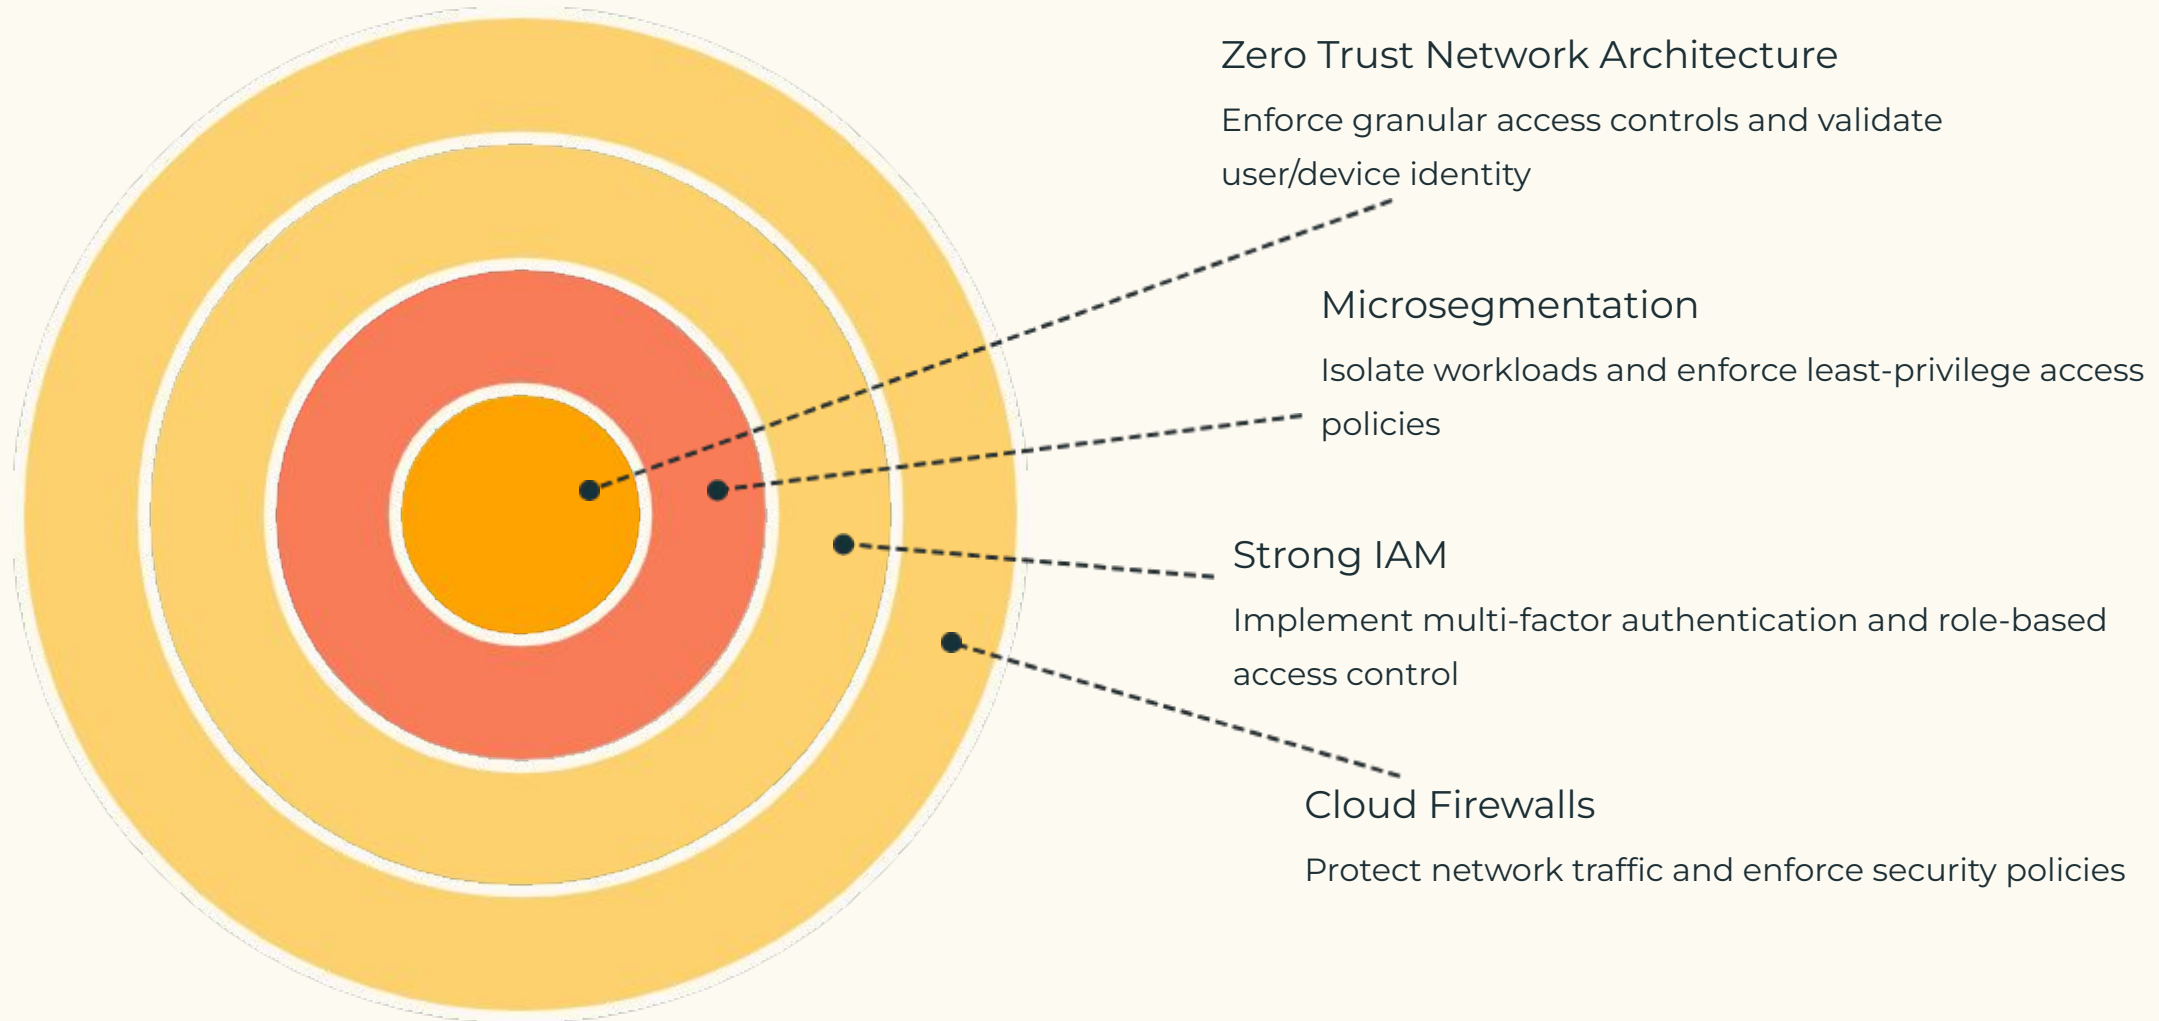 Zero Trust Network Architecture
Enforce granular access controls and validate
user/device identity
Microsegmentation
Isolate workloads and enforce least-privilege access
policies
Strong IAM
Implement multi-factor authentication and role-based
access control
Cloud Firewalls
Protect network traffic and enforce security policies